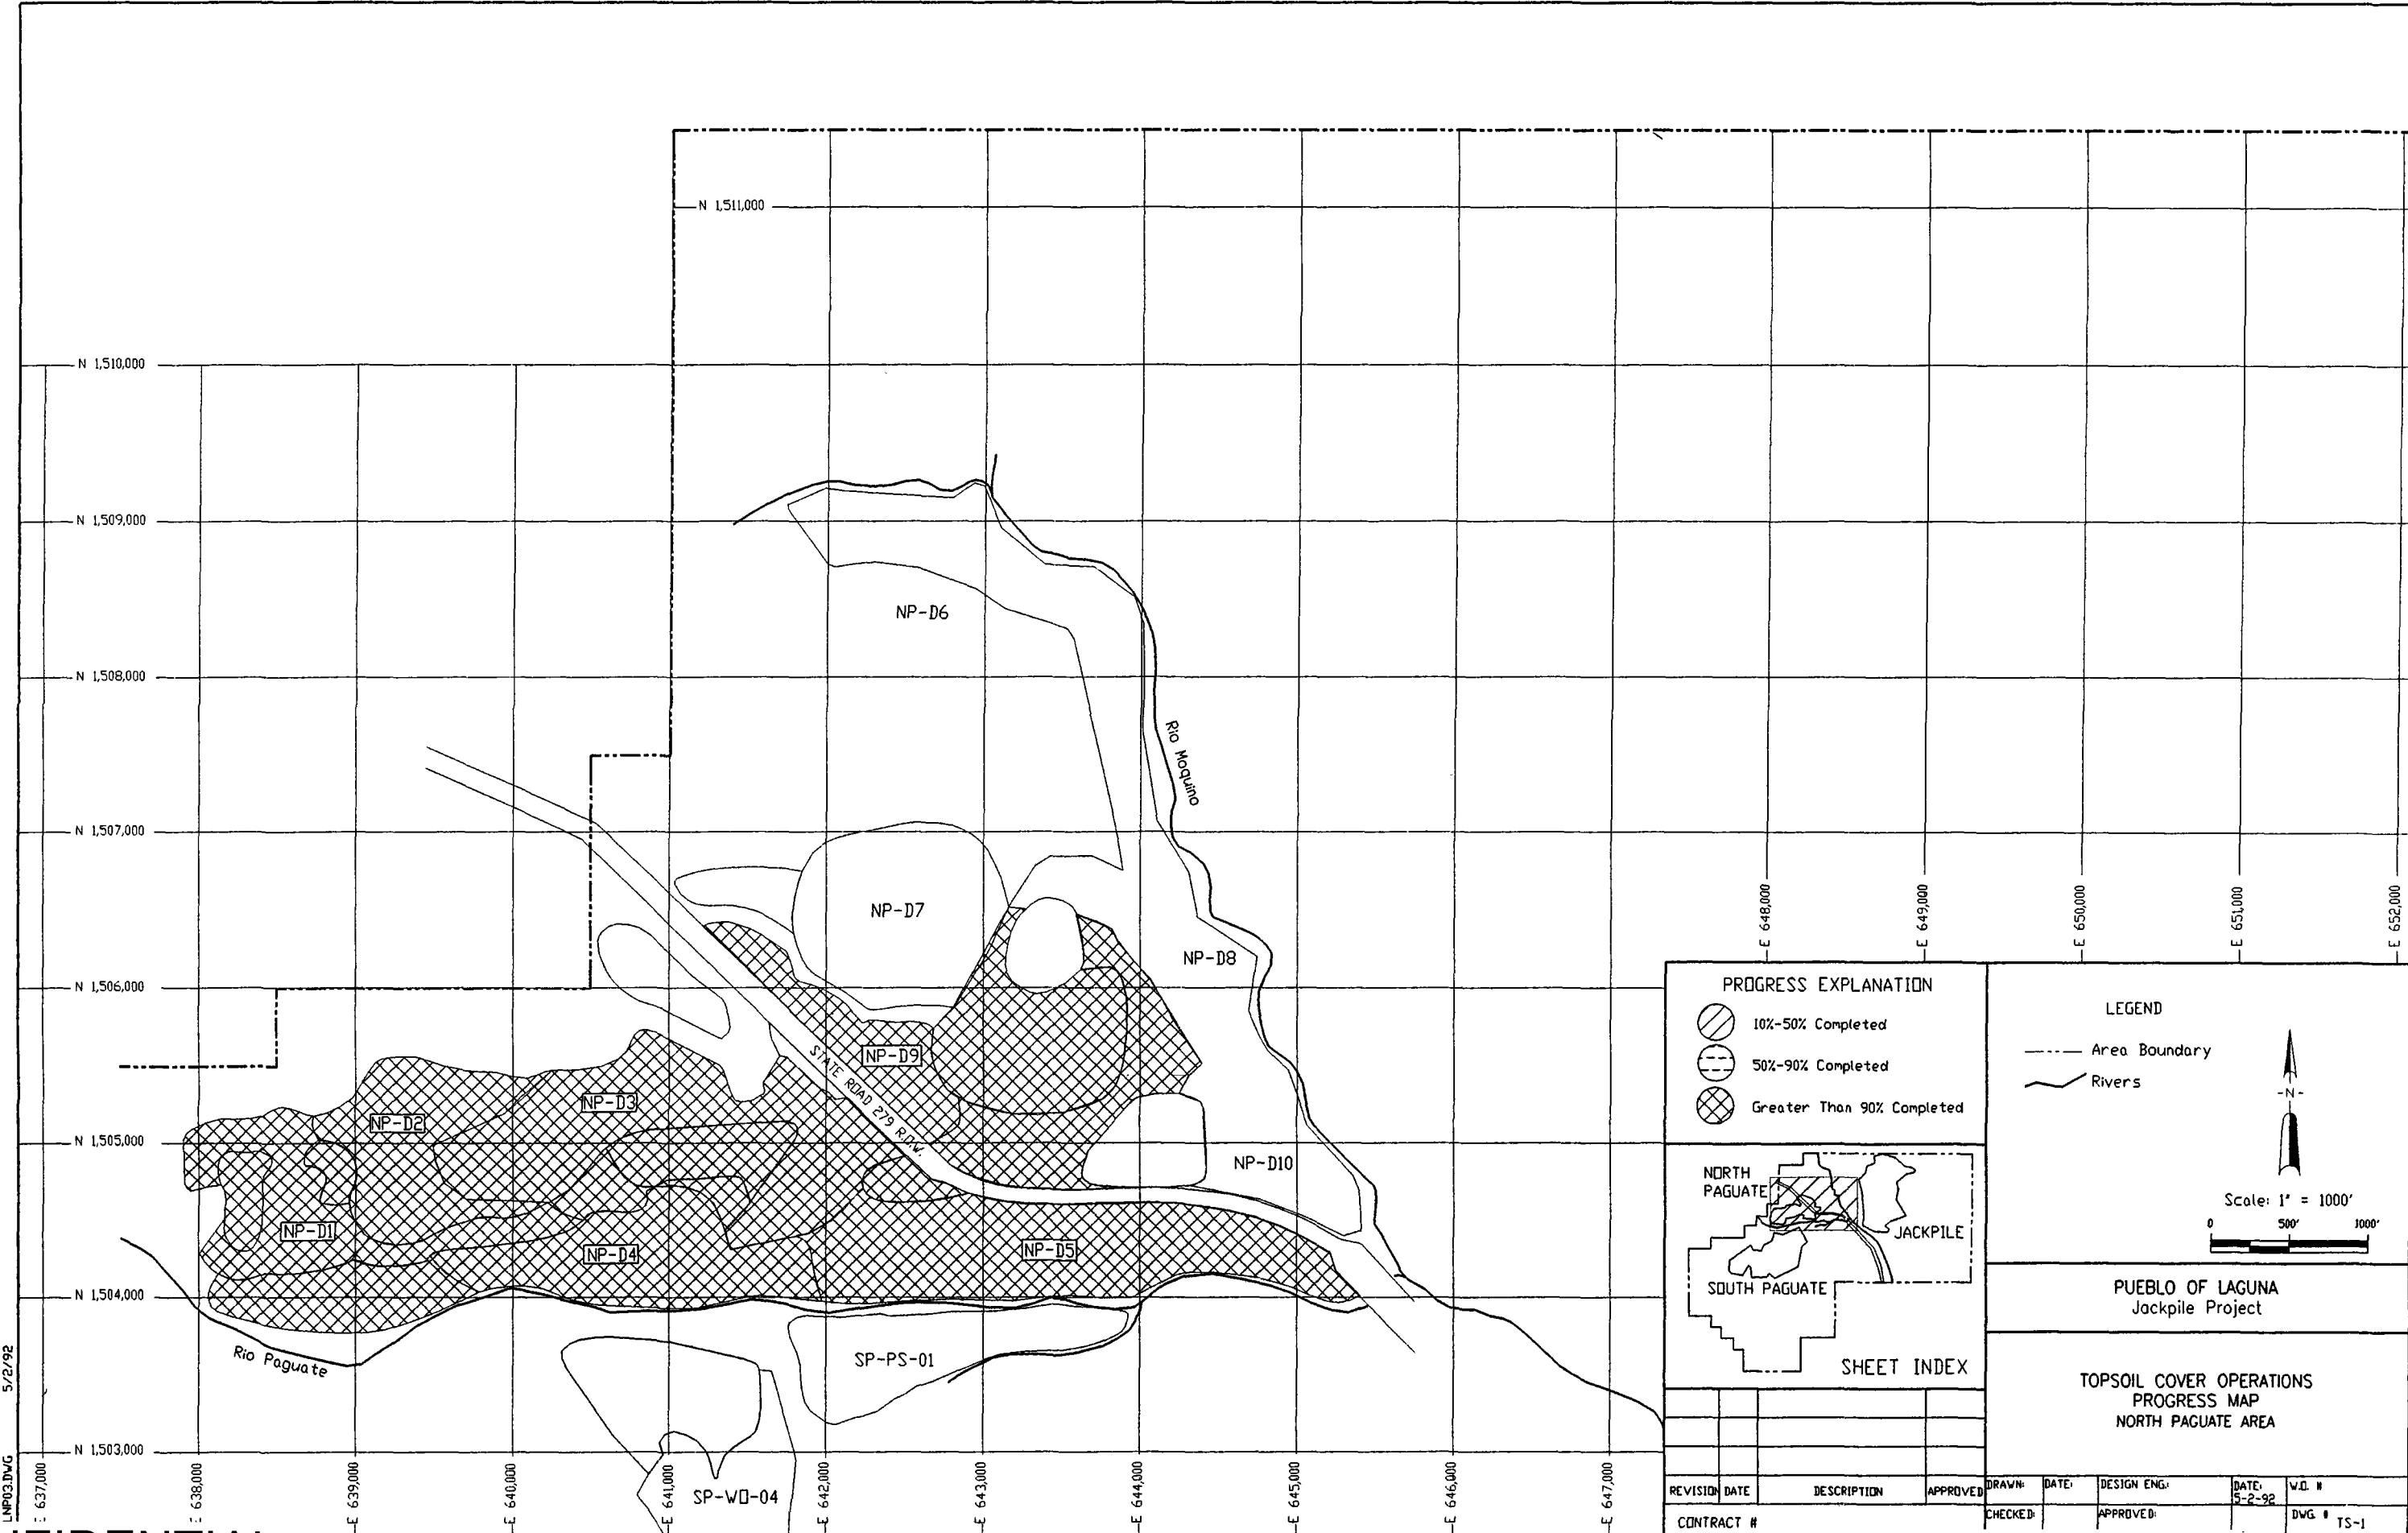 N 1,511,000
N 1,510,000
N 1,509,000
N 1,508,000
N 1,507,000
N 1,506,000
N 1,505,000
N 1,504,000
N 1,503,000
NP-D6
Rio Moquino
NP-D7
NP-D8
NP-D9
STATE ROAD 279 R.O.W.
NP-D3
NP-D2
NP-D10
NP-D1
NP-D4
NP-D5
Rio Paguate
SP-PS-01
SP-WD-04
E 637,000
638,000
E 639,000
E 640,000
E 641,000
E 642,000
E 643,000
E 644,000
E 645,000
E 646,000
E 647,000
E 648,000
E 649,000
E 650,000
E 651,000
E 652,000
5/2/92
LNP03.DWG
PROGRESS EXPLANATION
10%-50% Completed
50%-90% Completed
Greater Than 90% Completed
LEGEND
Area Boundary
Rivers
-N-
Scale: 1" = 1000'
0 500' 1000'
NORTH
PAGUATE
JACKPILE
SOUTH PAGUATE
SHEET INDEX
PUEBLO OF LAGUNA
Jackpile Project
TOPSOIL COVER OPERATIONS
PROGRESS MAP
NORTH PAGUATE AREA
REVISION DATE DESCRIPTION APPROVED
CONTRACT #
DRAWN: DATE: DESIGN ENG.: DATE: W.O. #
5-2-92
CHECKED: APPROVED: DWG. # TS-1